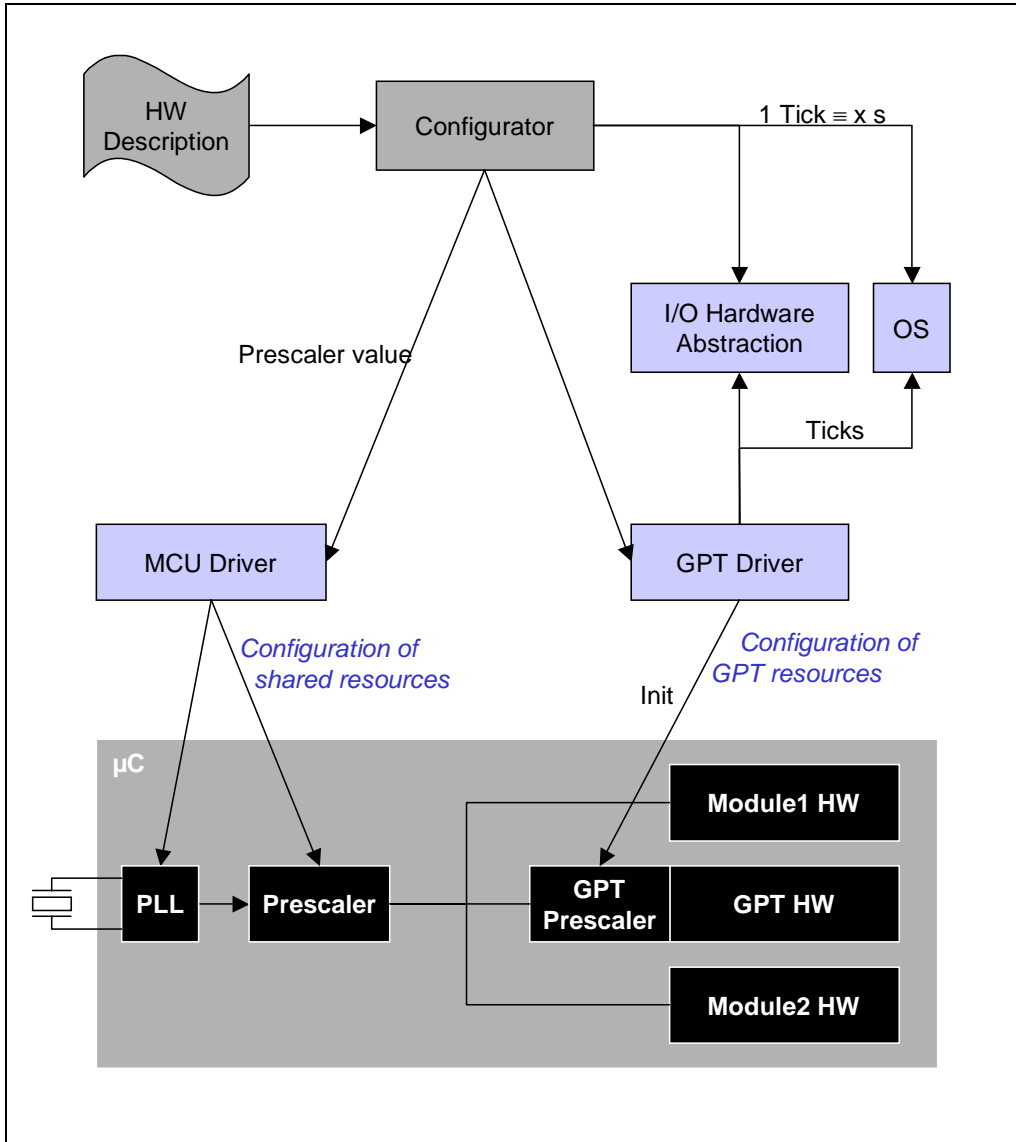 HW
Description
Configurator
1 Tick ≡ x s
I/O Hardware
Abstraction
OS
Prescaler value
Ticks
MCU Driver
GPT Driver
Configuration of
shared resources
Configuration of
GPT resources
Init
µC
Module1 HW
PLL
Prescaler
GPT
Prescaler
GPT HW
Module2 HW